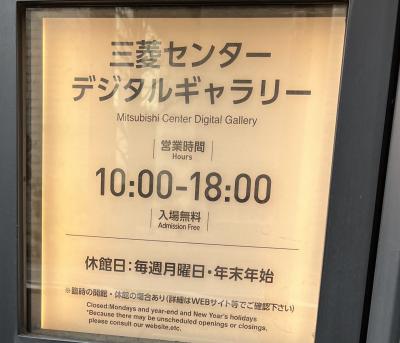 三菱センター
デジタルギャラリー
Mitsubishi Center Digital Gallery
営業時間
Hours
10:00-18:00
入場無料
Admission Free
休館日:毎週月曜日・年末年始
※臨時の開館・休館の場合あり(詳細はWEBサイト等でご確認下さい)
Closed:Mondays and year-end and New Year's holidays
*Because there may be unscheduled openings or closings,
please consult our website,etc.